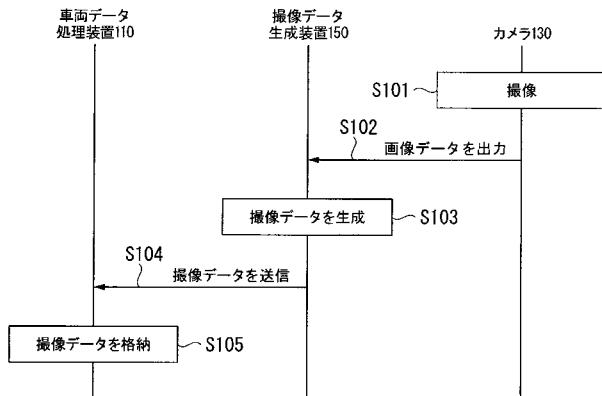 車両データ
処理装置110
撮像データ
生成装置150
カメラ130
S101
撮像
S102
画像データを出力
撮像データを生成
S103
S104
撮像データを送信
撮像データを格納
S105